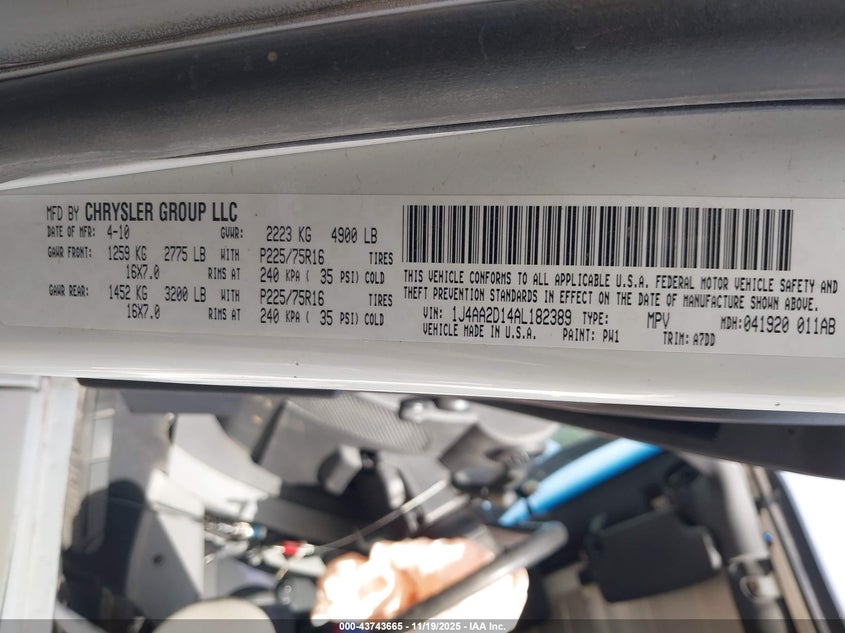 MFD BY CHRYSLER GROUP LLC
DATE OF MFR: 4-10 GVWR: 2223 KG 4900 LB
GAWR FRONT: 1259 KG 2775 LB WITH P225/75R16 TIRES
16X7.0 RIMS AT 240 KPA ( 35 PSI) COLD
GAWR REAR: 1452 KG 3200 LB WITH P225/75R16 TIRES
16X7.0 RIMS AT 240 KPA ( 35 PSI) COLD
THIS VEHICLE CONFORMS TO ALL APPLICABLE U.S.A. FEDERAL MOTOR VEHICLE SAFETY AND
THEFT PREVENTION STANDARDS IN EFFECT ON THE DATE OF MANUFACTURE SHOWN ABOVE.
VIN: 1J4AA2D14AL182389 TYPE: MPV MDH: 041920 011AB
VEHICLE MADE IN U.S.A. PAINT: PW1 TRIM: A7DD
000-43743665 - 11/19/2025 - IAA Inc.